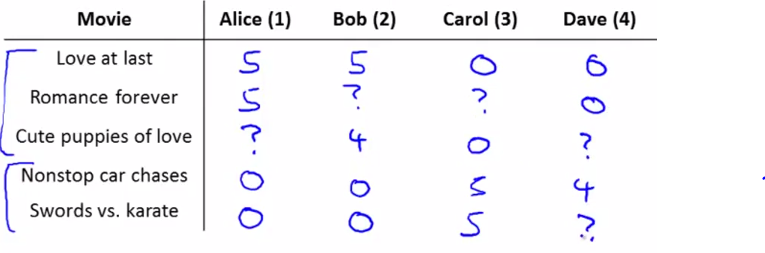 Movie Alice (1) Bob (2) Carol (3) Dave (4)
Love at last 5 5 0 0
Romance forever 5 ? ? 0
Cute puppies of love ? 4 0 ?
Nonstop car chases 0 0 5 4
Swords vs. karate 0 0 5 ?